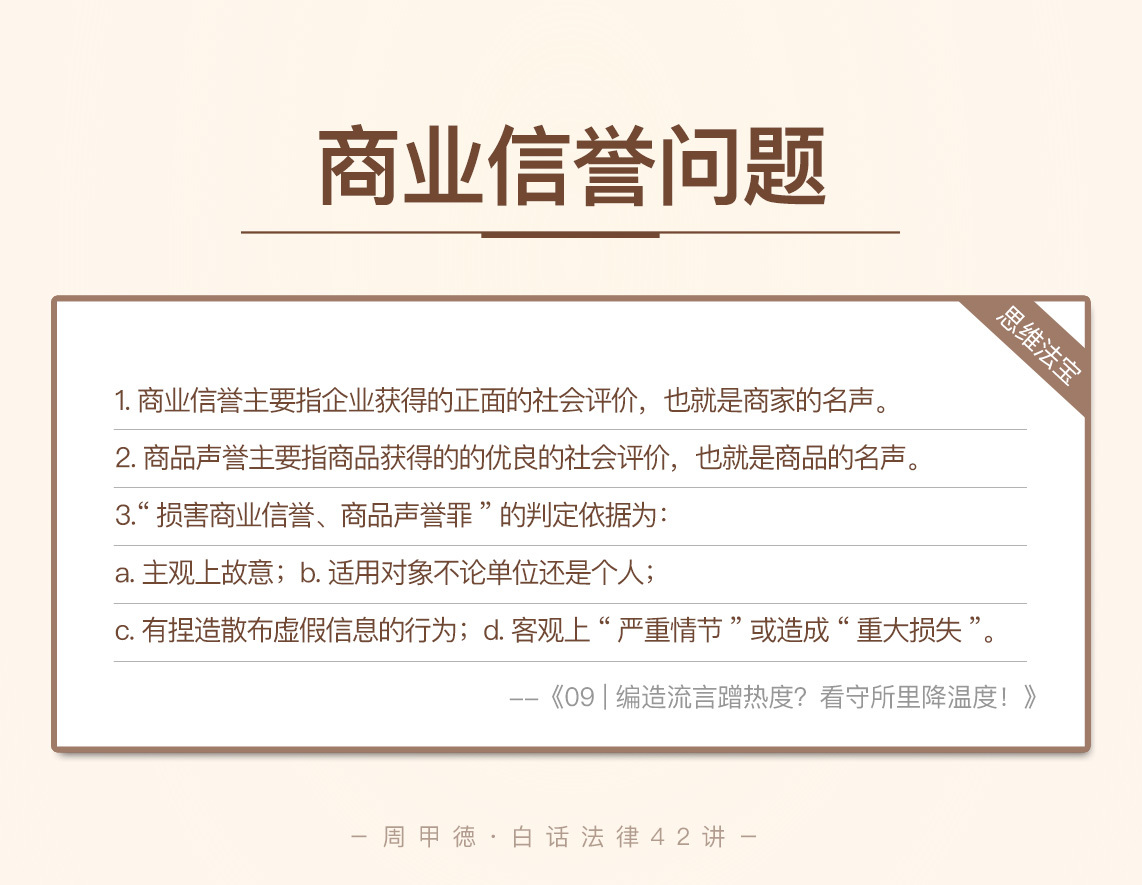 商业信誉问题
思维法宝
1. 商业信誉主要指企业获得的正面的社会评价，也就是商家的名声。
2. 商品声誉主要指商品获得的的优良的社会评价，也就是商品的名声。
3.“ 损害商业信誉、商品声誉罪 ” 的判定依据为：
a. 主观上故意；b. 适用对象不论单位还是个人；
c. 有捏造散布虚假信息的行为；d. 客观上 “ 严重情节 ” 或造成 “ 重大损失 ”。
––《09 | 编造流言蹭热度？看守所里降温度！》
– 周甲德·白话法律42讲 –